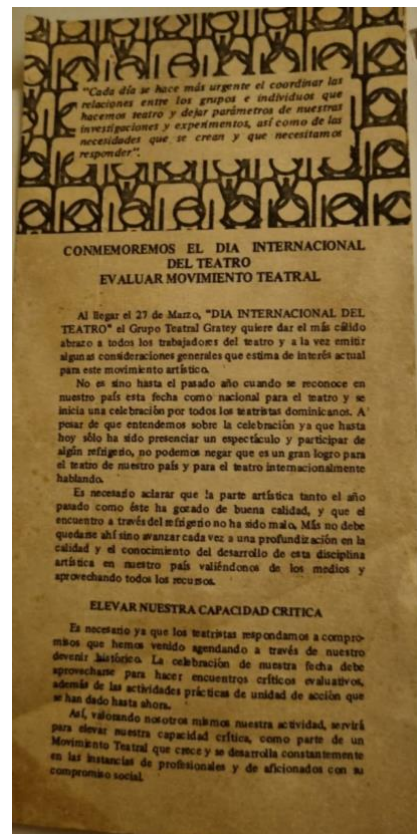 "Cada día se hace más urgente el coordinar las
relaciones entre los grupos e individuos que
hacemos teatro y dejar parámetros de nuestras
investigaciones y experimentos, así como de las
necesidades que se crean y que necesitamos
responder".
CONMEMOREMOS EL DIA INTERNACIONAL
DEL TEATRO
EVALUAR MOVIMIENTO TEATRAL
Al llegar el 27 de Marzo, "DIA INTERNACIONAL DEL
TEATRO" el Grupo Teatral Gratey quiere dar el más cálido
abrazo a todos los trabajadores del teatro y a la vez emitir
algunas consideraciones generales que estima de interés actual
para este movimiento artístico.
No es sino hasta el pasado año cuando se reconoce en
nuestro país esta fecha como nacional para el teatro y se
inicia una celebración por todos los teatristas dominicanos. A
pesar de que entendemos sobre la celebración ya que hasta
hoy sólo ha sido presenciar un espectáculo y participar de
algún refrigerio, no podemos negar que es un gran logro para
el teatro de nuestro país y para el teatro internacionalmente
hablando.
Es necesario aclarar que la parte artística tanto el año
pasado como éste ha gozado de buena calidad, y que el
encuentro a través del refrigerio no ha sido malo. Más no debe
quedarse ahí sino avanzar cada vez a una profundización en la
calidad y el conocimiento del desarrollo de esta disciplina
artística en nuestro país valiéndonos de los medios y
aprovechando todos los recursos.
ELEVAR NUESTRA CAPACIDAD CRITICA
Es necesario ya que los teatristas respondamos a compro-
misos que hemos venido agendando a través de nuestro
devenir histórico. La celebración de nuestra fecha debe
aprovecharse para hacer encuentros críticos evaluativos,
además de las actividades prácticas de unidad de acción que
se han dado hasta ahora.
Así, valorando nosotros mismos nuestra actividad, servirá
para elevar nuestra capacidad crítica, como parte de un
Movimiento Teatral que crece y se desarrolla constantemente
en las instancias de profesionales y de aficionados con su
compromiso social.